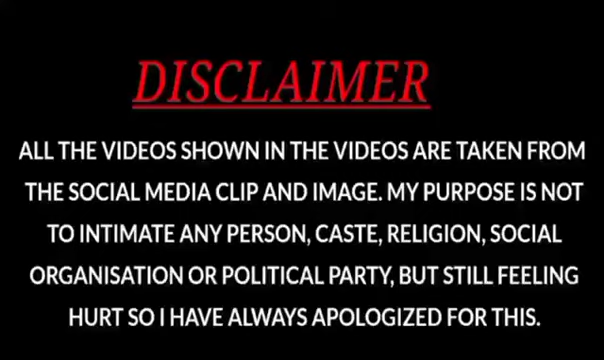 DISCLAIMER
ALL THE VIDEOS SHOWN IN THE VIDEOS ARE TAKEN FROM
THE SOCIAL MEDIA CLIP AND IMAGE. MY PURPOSE IS NOT
TO INTIMATE ANY PERSON, CASTE, RELIGION, SOCIAL
ORGANISATION OR POLITICAL PARTY, BUT STILL FEELING
HURT SO I HAVE ALWAYS APOLOGIZED FOR THIS.